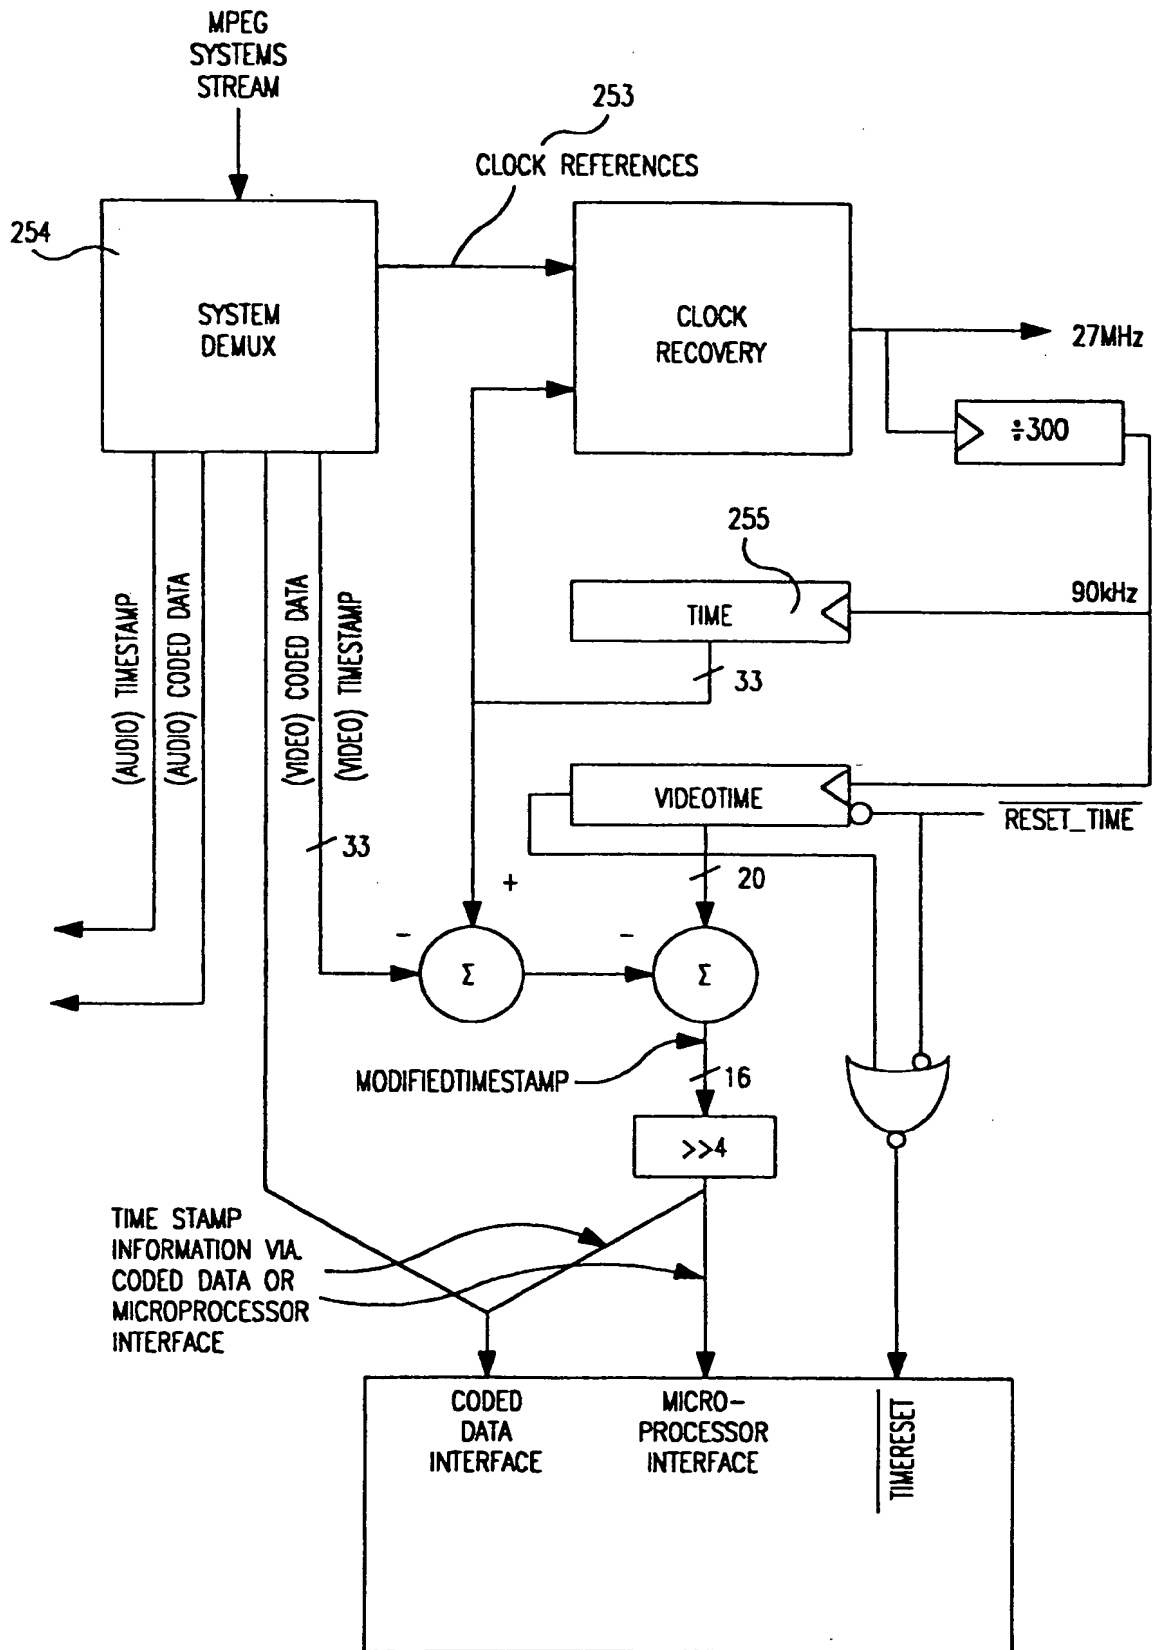 MPEG
SYSTEMS
STREAM
253
CLOCK REFERENCES
254
SYSTEM
DEMUX
CLOCK
RECOVERY
27MHz
÷300
255
TIME
90kHz
33
(AUDIO) TIMESTAMP
(AUDIO) CODED DATA
(VIDEO) CODED DATA
(VIDEO) TIMESTAMP
33
VIDEOTIME
RESET_TIME
20
+
-
-
Σ
Σ
MODIFIEDTIMESTAMP
16
>>4
TIME STAMP
INFORMATION VIA.
CODED DATA OR
MICROPROCESSOR
INTERFACE
CODED
DATA
INTERFACE
MICRO-
PROCESSOR
INTERFACE
TIMERESET